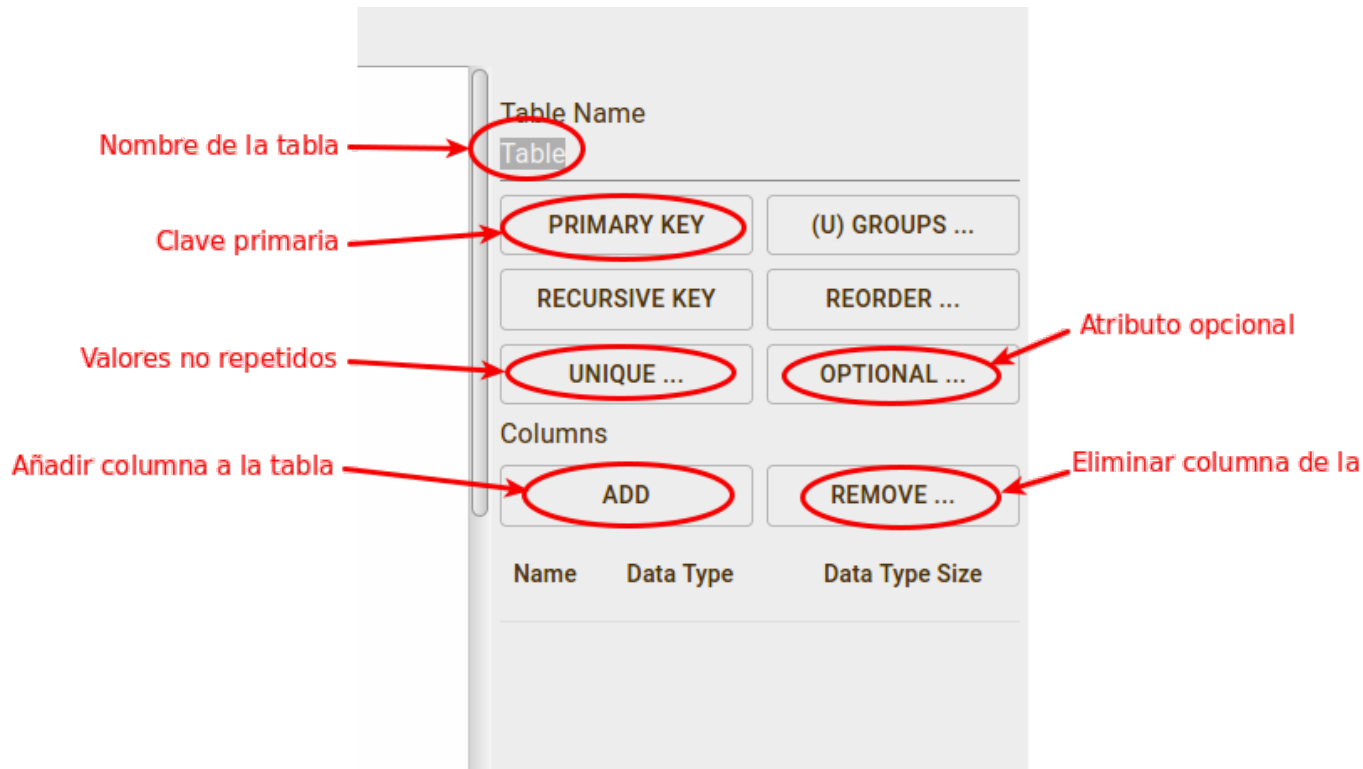 Table Name
Nombre de la tabla
Table
PRIMARY KEY
(U) GROUPS ...
Clave primaria
RECURSIVE KEY
REORDER ...
Atributo opcional
Valores no repetidos
UNIQUE ...
OPTIONAL ...
Columns
Añadir columna a la tabla
Eliminar columna de la
ADD
REMOVE ...
Name Data Type Data Type Size